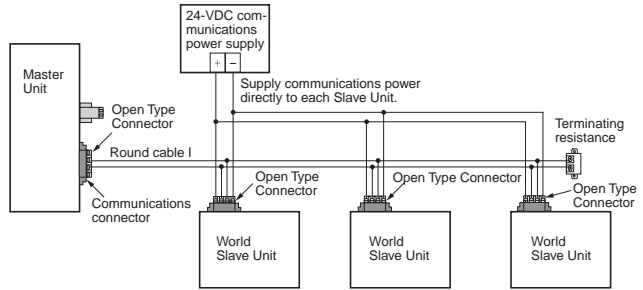 24-VDC com-
munications
power supply
+ −
Supply communications power
directly to each Slave Unit.
Master
Unit
Open Type
Connector
Terminating
resistance
Round cable I
Open Type
Connector
Open Type Connector
Open Type
Connector
Communications
connector
World
Slave Unit
World
Slave Unit
World
Slave Unit